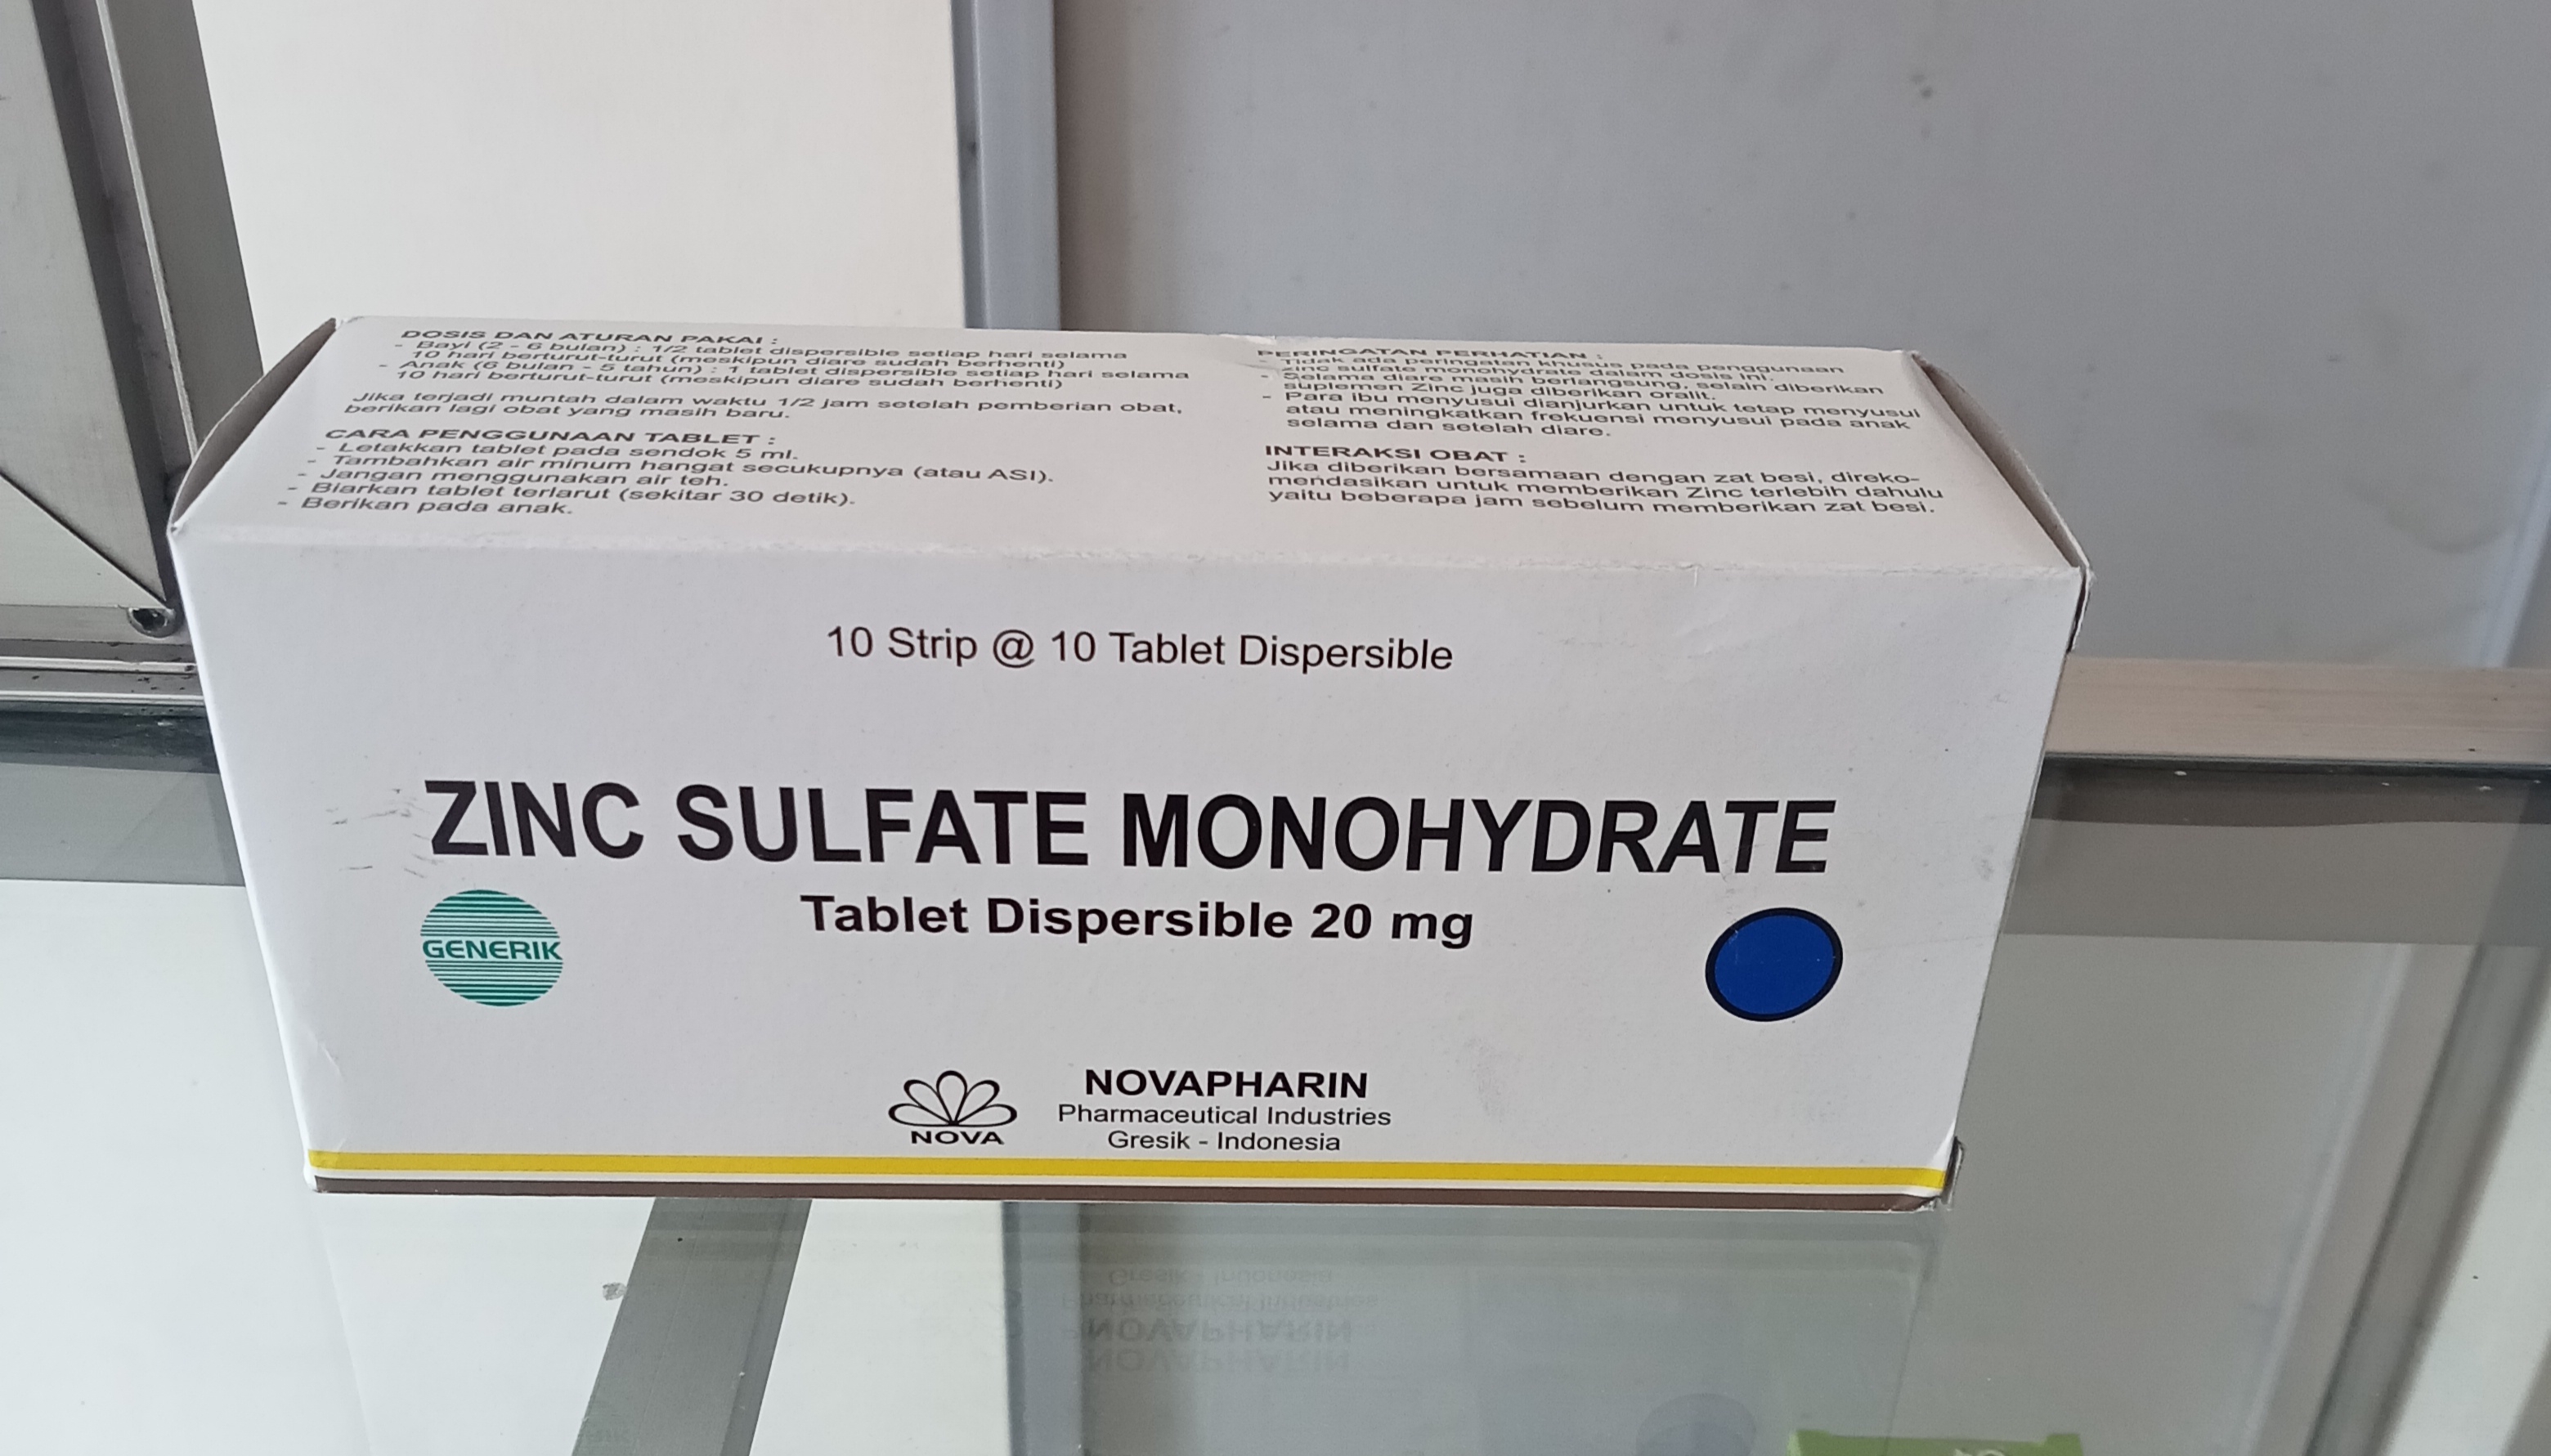 DOSIS DAN ATURAN PAKAI :
- Bayi (2 - 6 bulan) : 1/2 tablet dispersible setiap hari selama
10 hari berturut-turut (meskipun diare sudah berhenti)
- Anak (6 bulan - 5 tahun) : 1 tablet dispersible setiap hari selama
10 hari berturut-turut (meskipun diare sudah berhenti)
Jika terjadi muntah dalam waktu 1/2 jam setelah pemberian obat,
berikan lagi obat yang masih baru.
CARA PENGGUNAAN TABLET :
- Letakkan tablet pada sendok 5 ml.
- Tambahkan air minum hangat secukupnya (atau ASI).
- Jangan menggunakan air teh.
- Biarkan tablet terlarut (sekitar 30 detik).
- Berikan pada anak.
PERINGATAN PERHATIAN :
- Tidak ada peringatan khusus pada penggunaan
zinc sulfate monohydrate dalam dosis ini.
- Selama diare masih berlangsung, selain diberikan
suplemen Zinc juga diberikan oralit.
- Para ibu menyusui dianjurkan untuk tetap menyusui
atau meningkatkan frekuensi menyusui pada anak
selama dan setelah diare.
INTERAKSI OBAT :
Jika diberikan bersamaan dengan zat besi, direko-
mendasikan untuk memberikan Zinc terlebih dahulu
yaitu beberapa jam sebelum memberikan zat besi.
10 Strip @ 10 Tablet Dispersible
ZINC SULFATE MONOHYDRATE
Tablet Dispersible 20 mg
GENERIK
NOVA
NOVAPHARIN
Pharmaceutical Industries
Gresik - Indonesia